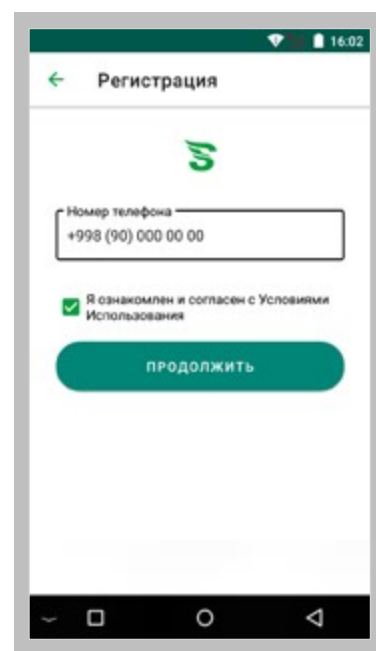 16:02
Регистрация
Номер телефона
+998 (90) 000 00 00
Я ознакомлен и согласен с Условиями
Использования
ПРОДОЛЖИТЬ